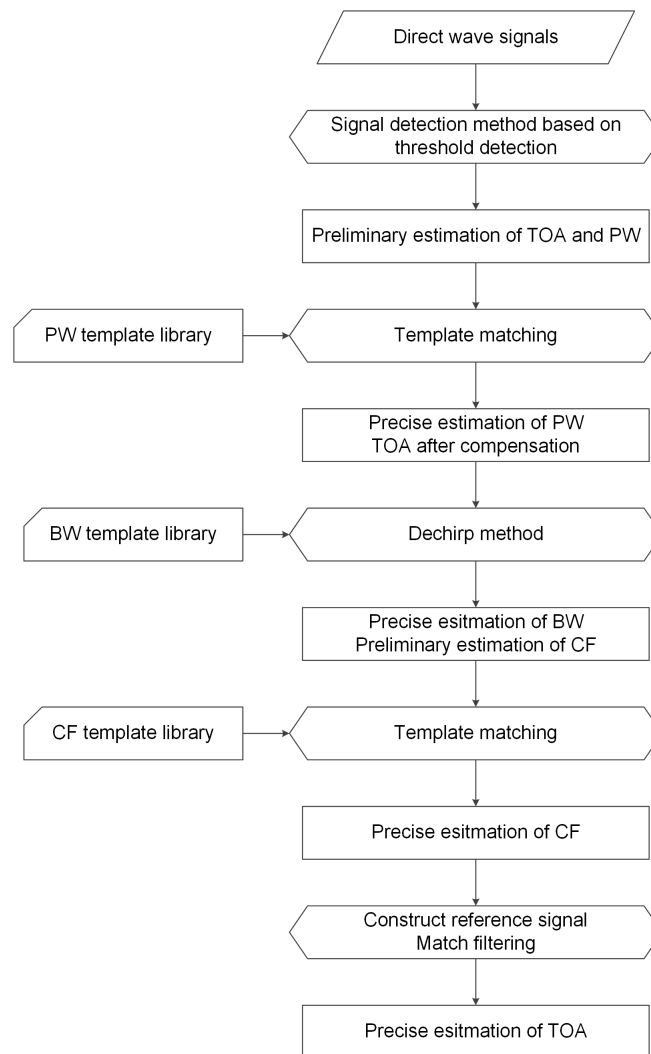 Direct wave signals
Signal detection method based on
threshold detection
Preliminary estimation of TOA and PW
PW template library
Template matching
Precise estimation of PW
TOA after compensation
BW template library
Dechirp method
Precise esitmation of BW
Preliminary estimation of CF
CF template library
Template matching
Precise esitmation of CF
Construct reference signal
Match filtering
Precise esitmation of TOA